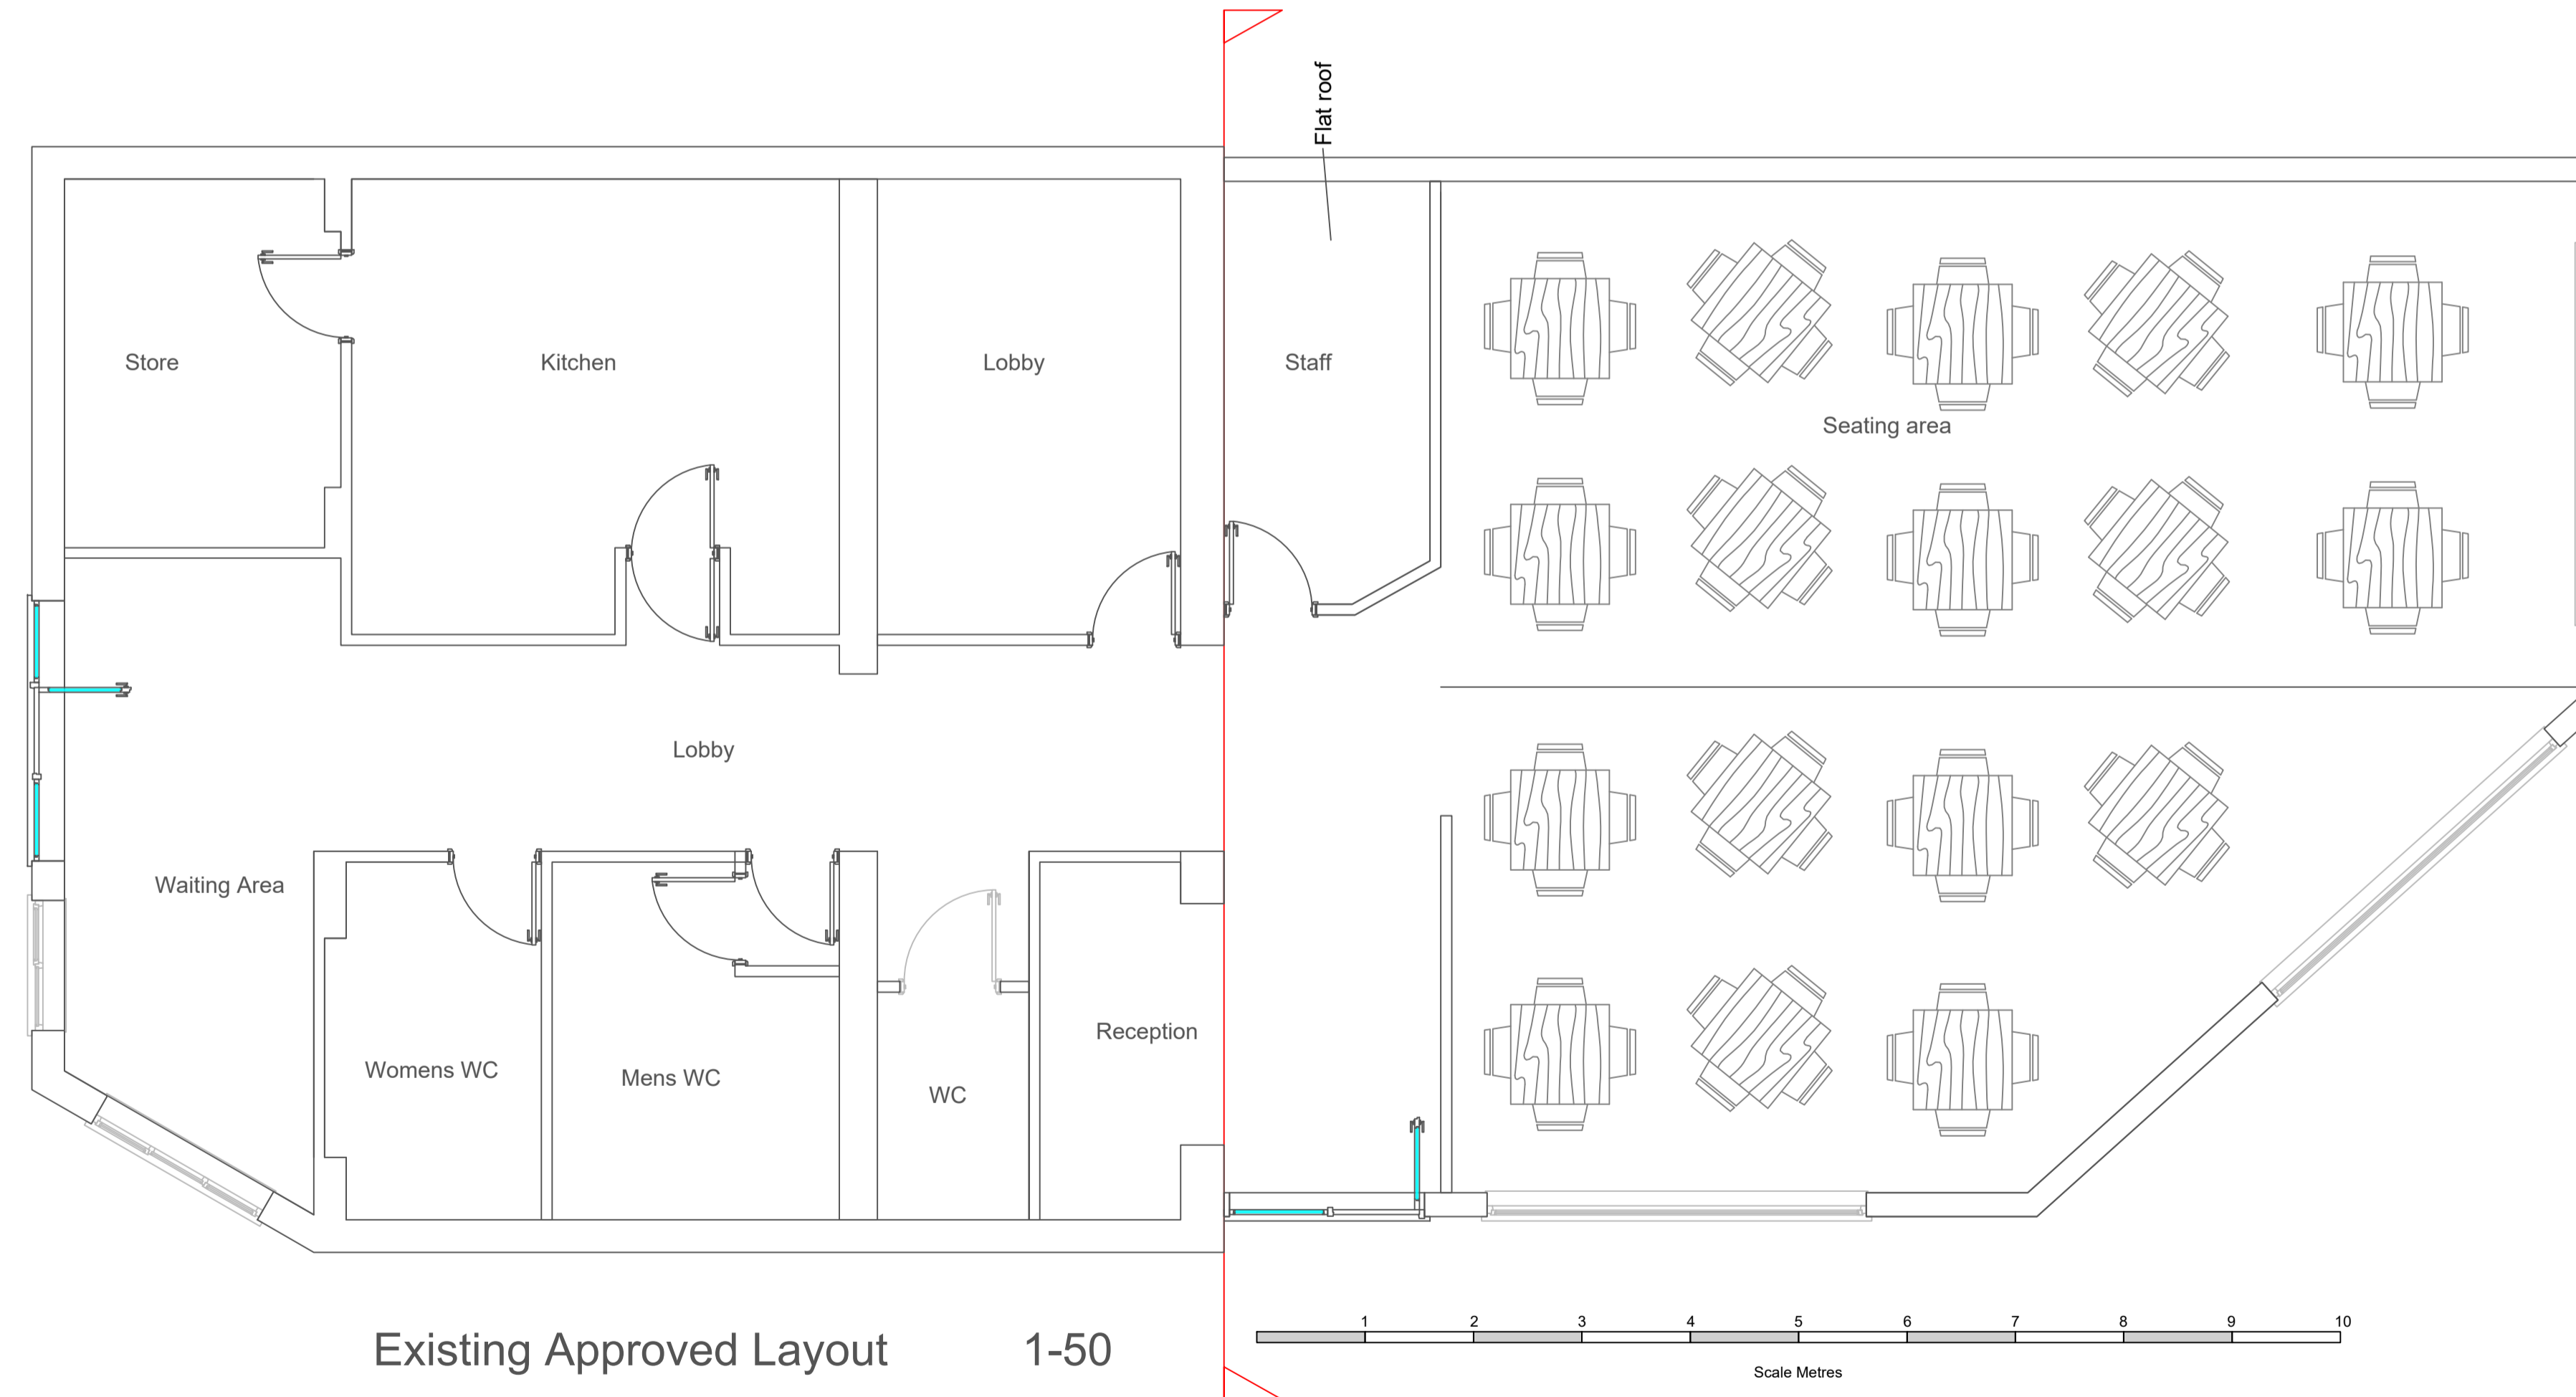 Flat roof
Store
Kitchen
Lobby
Staff
Seating area
Lobby
Waiting Area
Womens WC
Mens WC
WC
Reception
Existing Approved Layout 1-50
1 2 3 4 5 6 7 8 9 10
Scale Metres